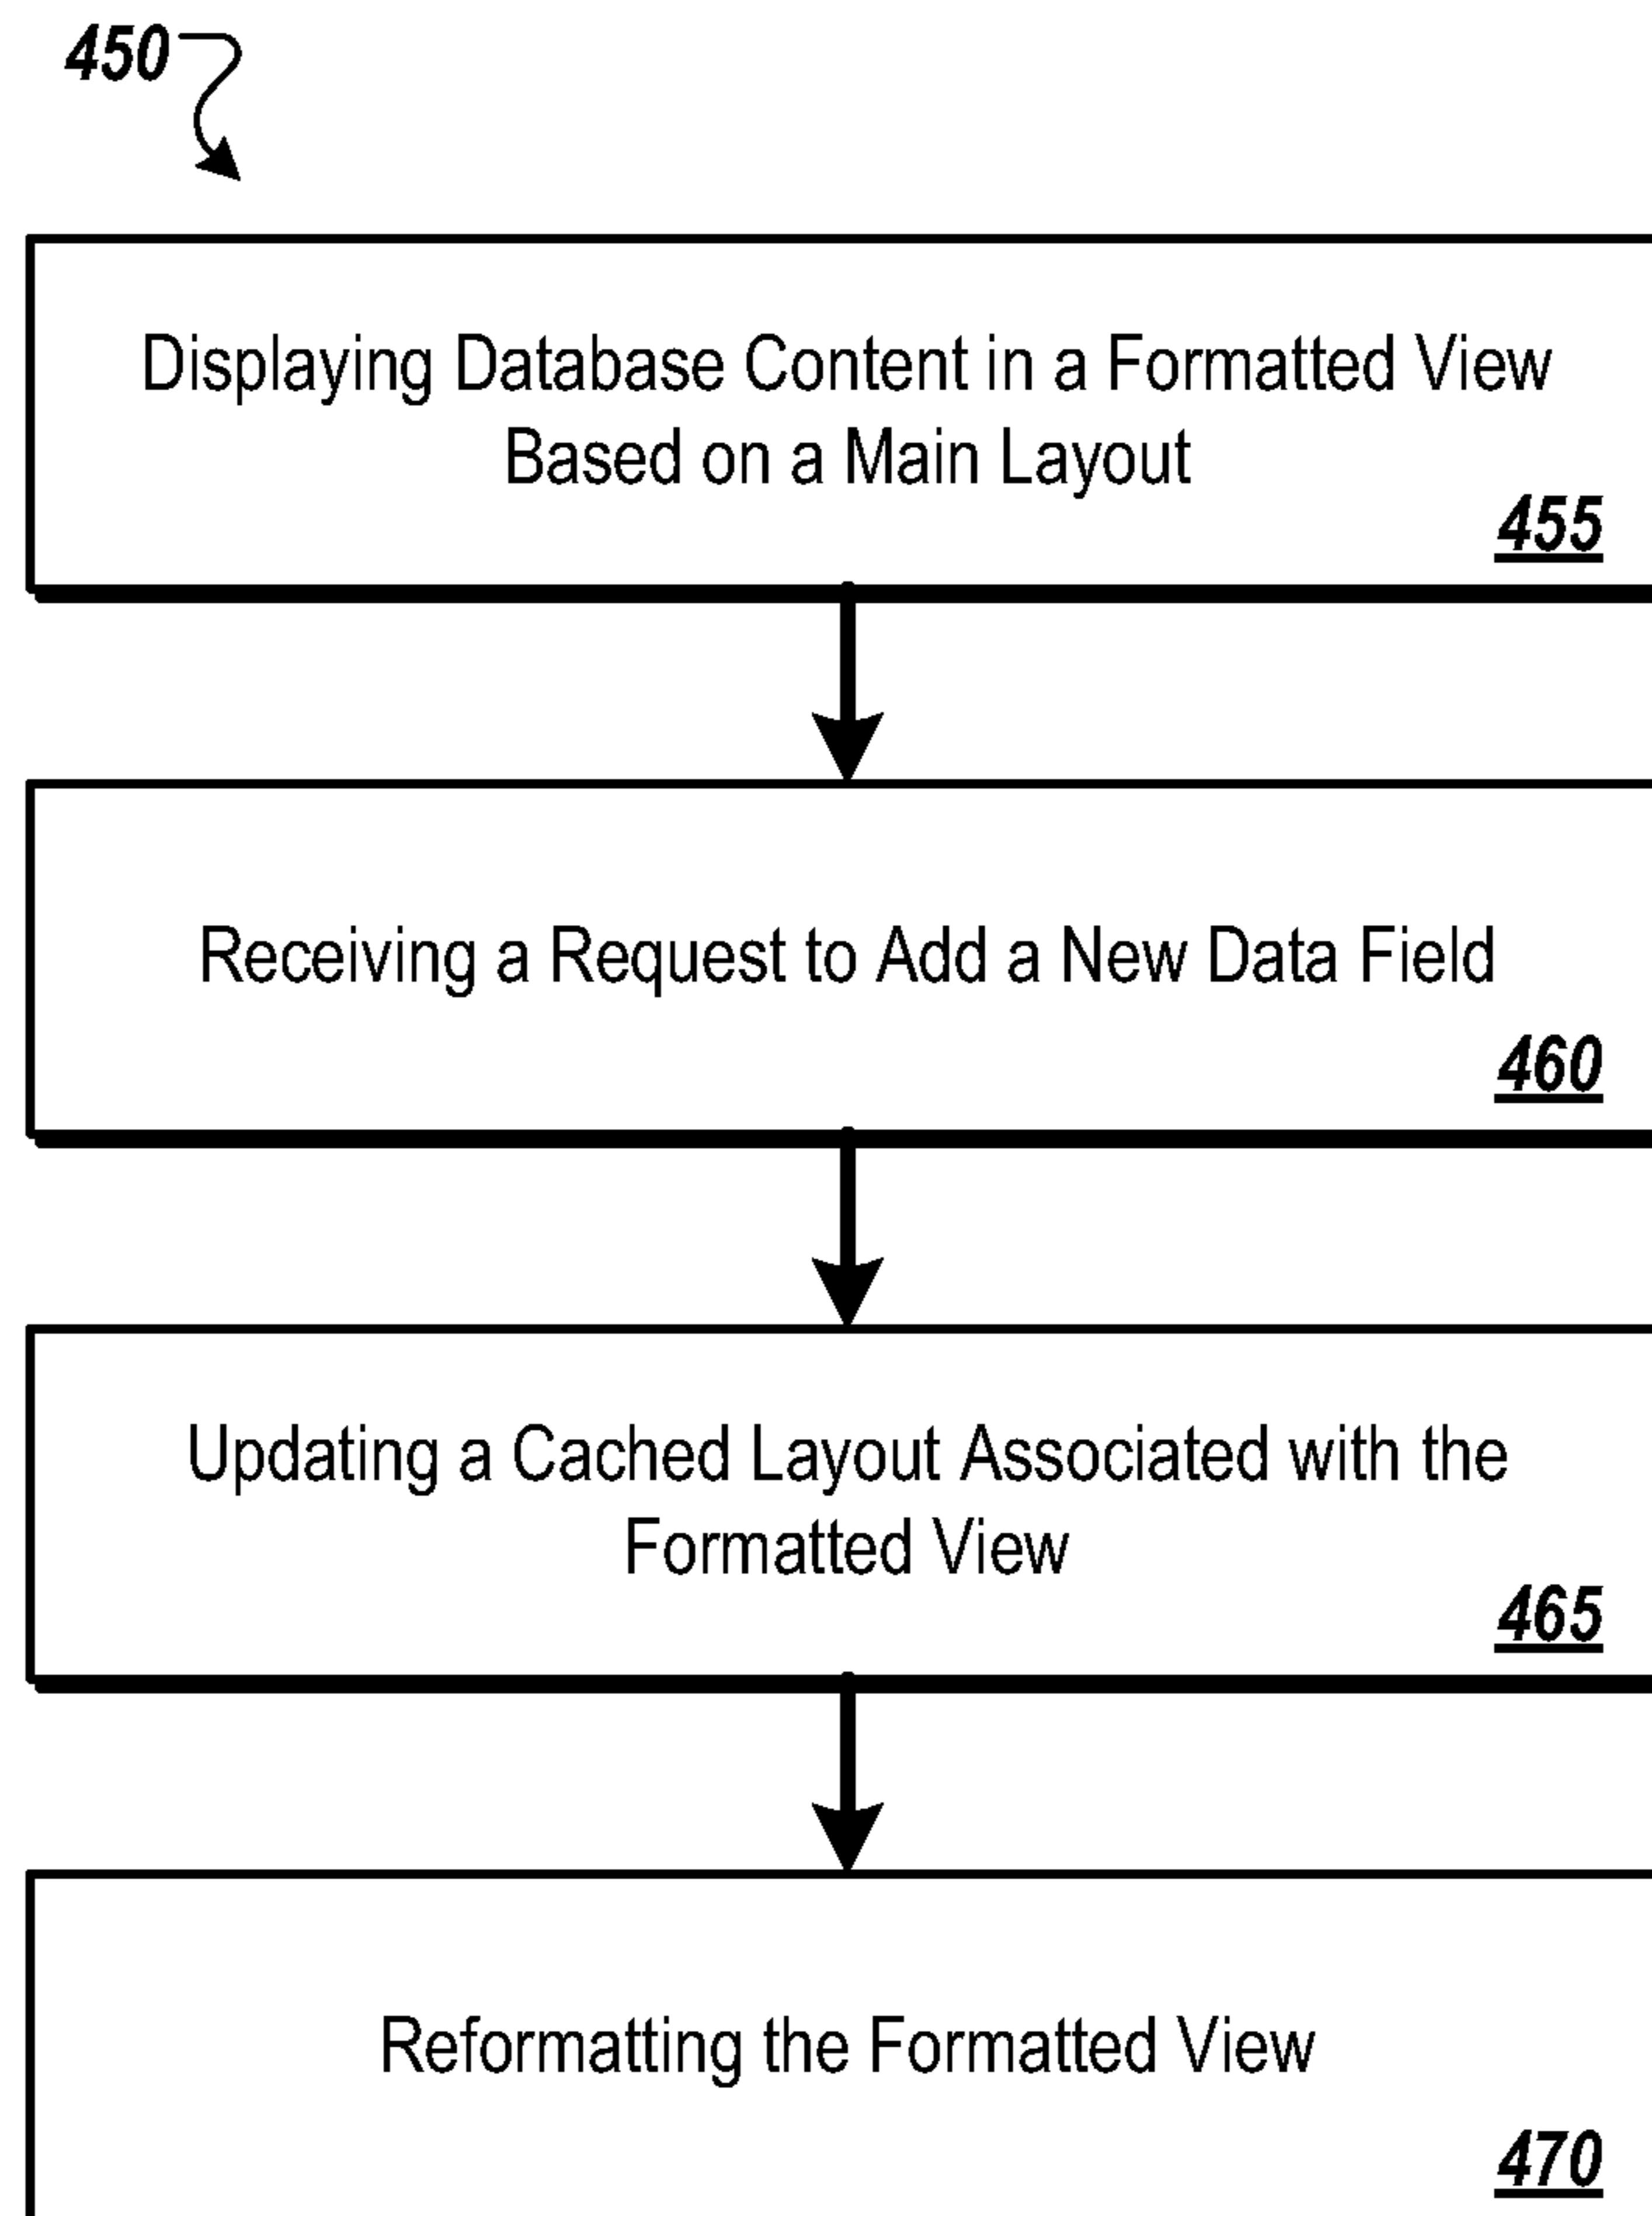 450
Displaying Database Content in a Formatted View
Based on a Main Layout
455
Receiving a Request to Add a New Data Field
460
Updating a Cached Layout Associated with the
Formatted View
465
Reformatting the Formatted View
470